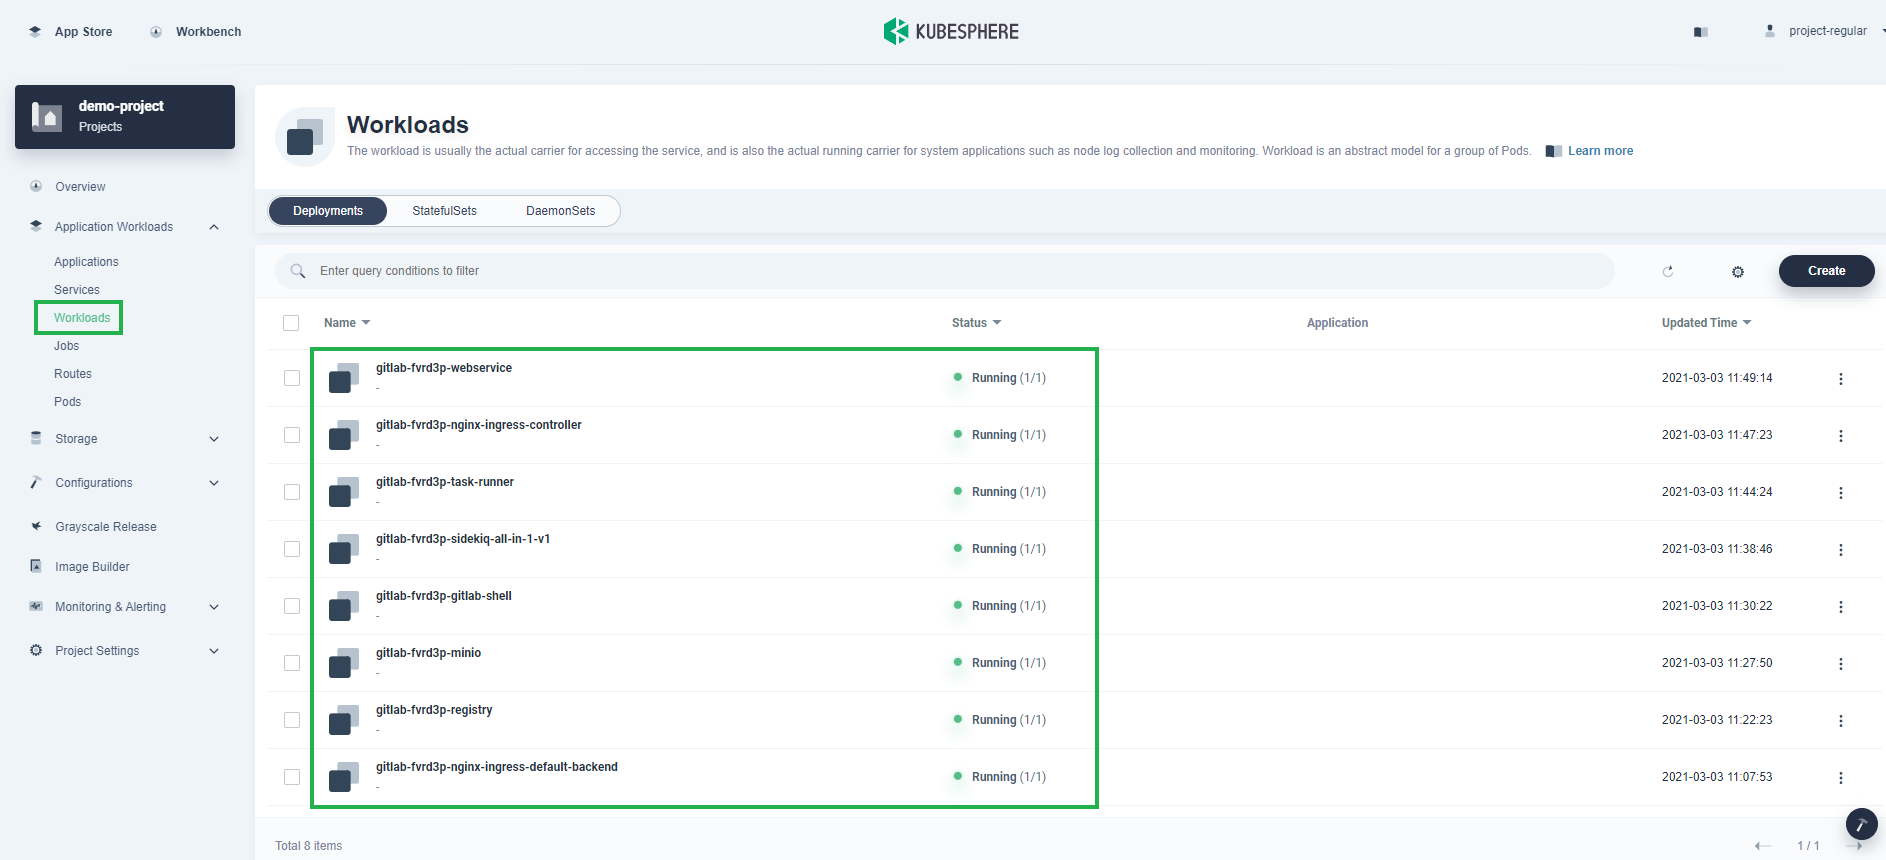 App Store
Workbench
KUBESPHERE
project-regular
demo-project
Projects
Overview
Application Workloads
Applications
Services
Workloads
Jobs
Routes
Pods
Storage
Configurations
Grayscale Release
Image Builder
Monitoring & Alerting
Project Settings
Workloads
The workload is usually the actual carrier for accessing the service, and is also the actual running carrier for system applications such as node log collection and monitoring. Workload is an abstract model for a group of Pods. Learn more
Deployments StatefulSets DaemonSets
Enter query conditions to filter
Create
Name Status Application Updated Time
gitlab-fvrd3p-webservice
-
Running (1/1) 2021-03-03 11:49:14
gitlab-fvrd3p-nginx-ingress-controller
-
Running (1/1) 2021-03-03 11:47:23
gitlab-fvrd3p-task-runner
-
Running (1/1) 2021-03-03 11:44:24
gitlab-fvrd3p-sidekiq-all-in-1-v1
-
Running (1/1) 2021-03-03 11:38:46
gitlab-fvrd3p-gitlab-shell
-
Running (1/1) 2021-03-03 11:30:22
gitlab-fvrd3p-minio
-
Running (1/1) 2021-03-03 11:27:50
gitlab-fvrd3p-registry
-
Running (1/1) 2021-03-03 11:22:23
gitlab-fvrd3p-nginx-ingress-default-backend
-
Running (1/1) 2021-03-03 11:07:53
Total 8 items
1 / 1